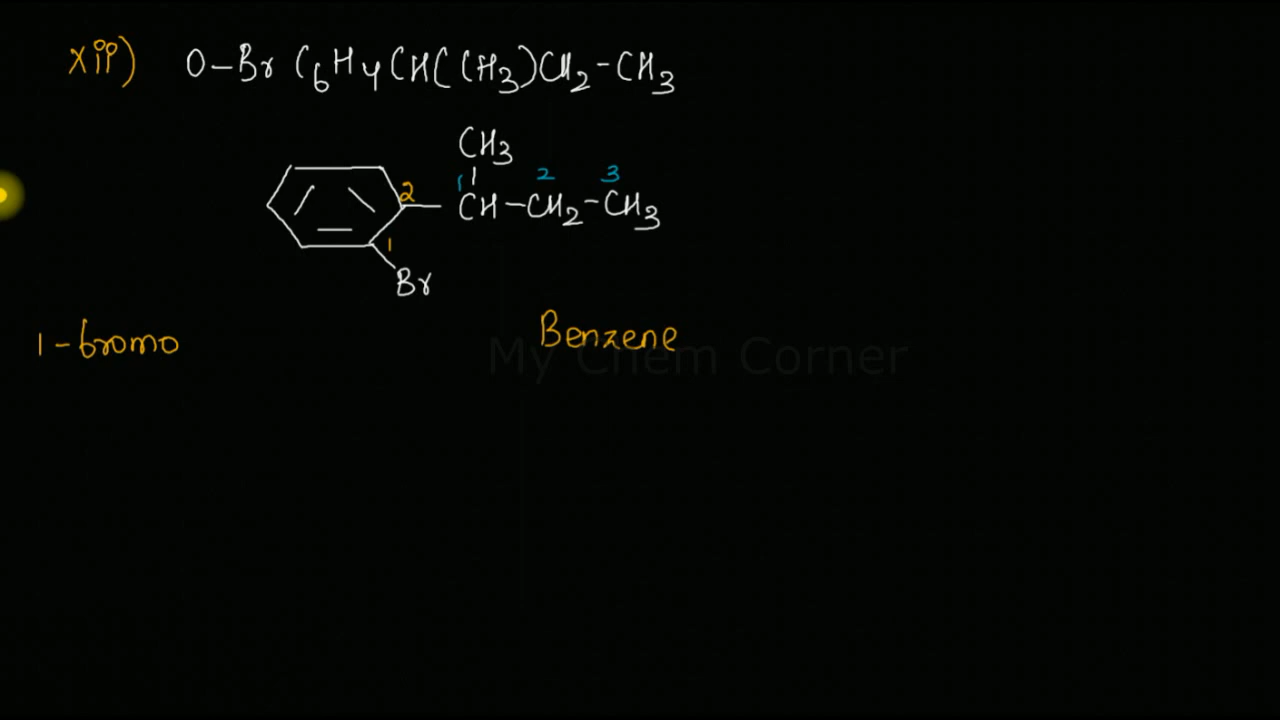 xii) O-Br C6H4CH(CH3)CH2-CH3
CH3
1 2 3
2 CH-CH2-CH3
1
Br
1-bromo Benzene
My Chem Corner